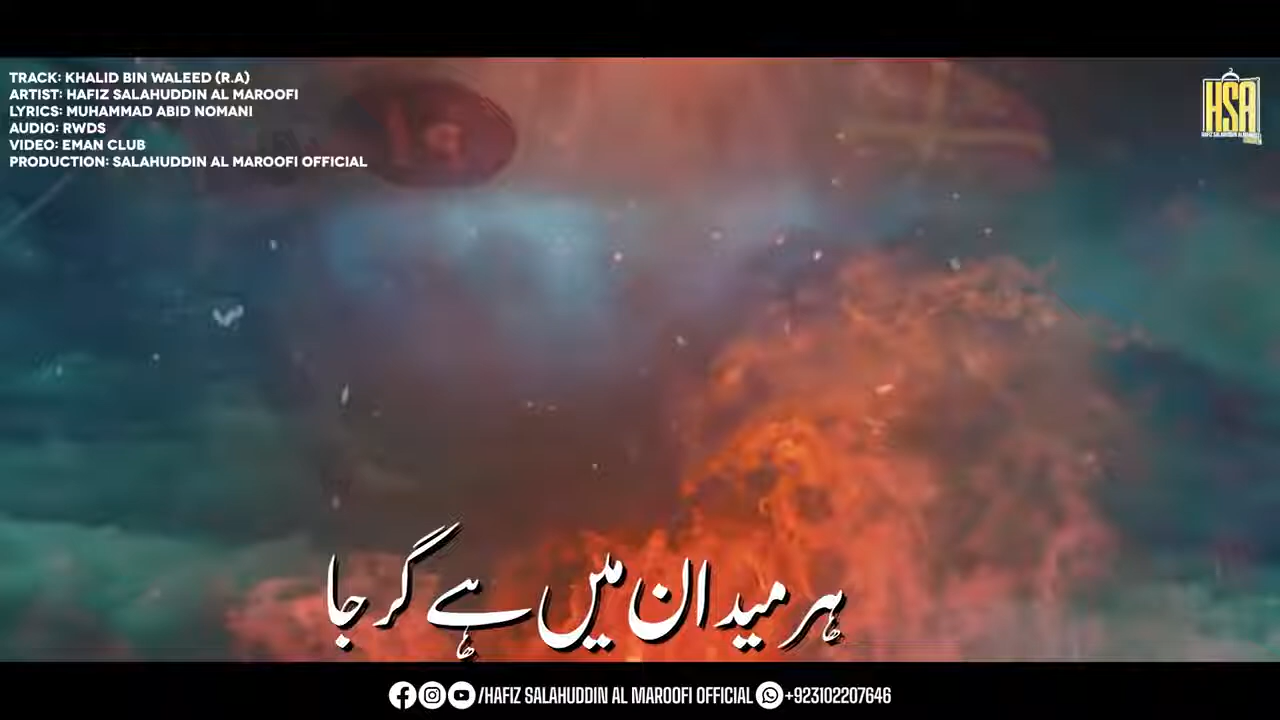 TRACK: KHALID BIN WALEED (R.A)
ARTIST: HAFIZ SALAHUDDIN AL MAROOFI
LYRICS: MUHAMMAD ABID NOMANI
AUDIO: RWDS
VIDEO: EMAN CLUB
PRODUCTION: SALAHUDDIN AL MAROOFI OFFICIAL
HSA
ہر میدان میں ہے گرجا
/HAFIZ SALAHUDDIN AL MAROOFI OFFICIAL +923102207646